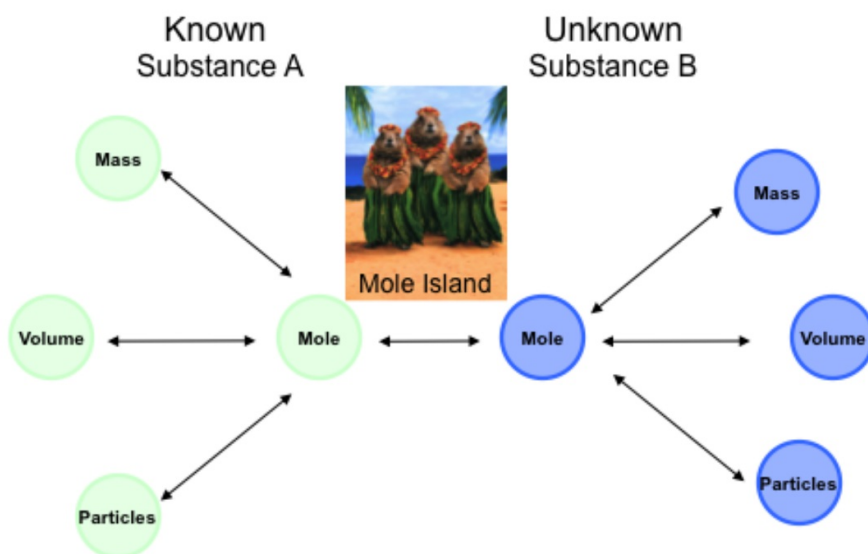 Known
Substance A
Unknown
Substance B
Mass
Mass
Mole Island
Volume
Mole
Mole
Volume
Particles
Particles